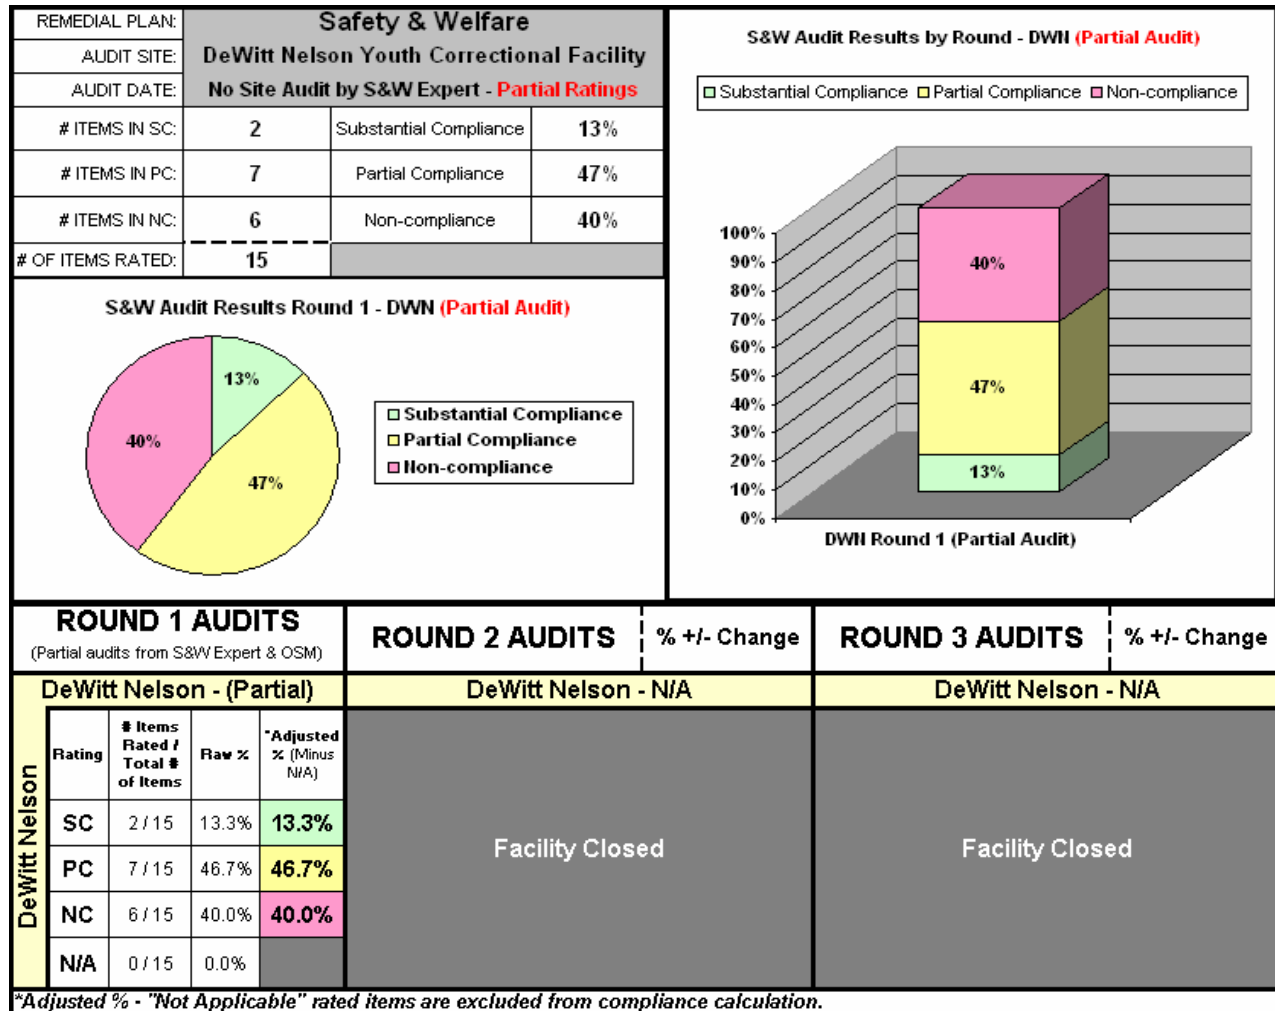 REMEDIAL PLAN: Safety & Welfare
AUDIT SITE: DeWitt Nelson Youth Correctional Facility
AUDIT DATE: No Site Audit by S&W Expert - Partial Ratings
# ITEMS IN SC: 2 Substantial Compliance 13%
# ITEMS IN PC: 7 Partial Compliance 47%
# ITEMS IN NC: 6 Non-compliance 40%
# OF ITEMS RATED: 15
S&W Audit Results Round 1 - DWN (Partial Audit)
13%
40%
47%
Substantial Compliance
Partial Compliance
Non-compliance
S&W Audit Results by Round - DWN (Partial Audit)
Substantial Compliance Partial Compliance Non-compliance
100%
90%
80%
70%
60%
50%
40%
30%
20%
10%
0%
40%
47%
13%
DWN Round 1 (Partial Audit)
ROUND 1 AUDITS
(Partial audits from S&W Expert & OSM)
ROUND 2 AUDITS % +/- Change
ROUND 3 AUDITS % +/- Change
DeWitt Nelson - (Partial)
DeWitt Nelson - N/A
DeWitt Nelson - N/A
DeWitt Nelson
Rating
# Items
Rated /
Total #
of Items
Raw %
*Adjusted
% (Minus
N/A)
SC 2 / 15 13.3% 13.3%
PC 7 / 15 46.7% 46.7%
NC 6 / 15 40.0% 40.0%
N/A 0 / 15 0.0%
Facility Closed
Facility Closed
*Adjusted % - "Not Applicable" rated items are excluded from compliance calculation.